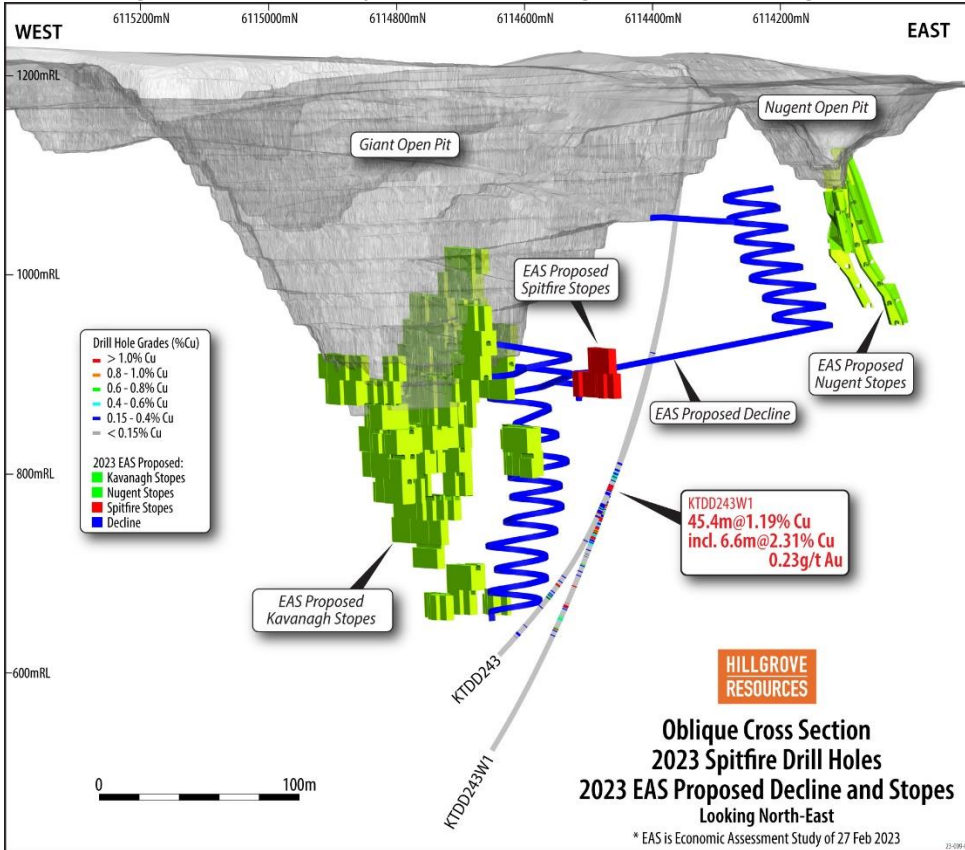 6115200mN
6115000mN
6114800mN
6114600mN
6114400mN
6114200mN
WEST
EAST
1200mRL
Giant Open Pit
Nugent Open Pit
1000mRL
EAS Proposed
Spitfire Stopes
Drill Hole Grades (%Cu)
> 1.0% Cu
0.8 - 1.0% Cu
0.6 - 0.8% Cu
0.4 - 0.6% Cu
0.15 - 0.4% Cu
< 0.15% Cu
2023 EAS Proposed:
Kavanagh Stopes
Nugent Stopes
Spitfire Stopes
Decline
EAS Proposed
Nugent Stopes
EAS Proposed Decline
800mRL
KTDD243W1
45.4m@1.19% Cu
incl. 6.6m@2.31% Cu
0.23g/t Au
EAS Proposed
Kavanagh Stopes
600mRL
KTDD243
KTDD243W1
HILLGROVE
RESOURCES
Oblique Cross Section
2023 Spitfire Drill Holes
2023 EAS Proposed Decline and Stopes
Looking North-East
* EAS is Economic Assessment Study of 27 Feb 2023
0
100m